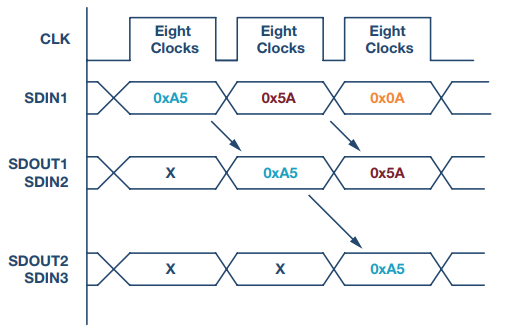 CLK
Eight
Clocks
Eight
Clocks
Eight
Clocks
SDIN1
0xA5
0x5A
0x0A
SDOUT1
SDIN2
X
0xA5
0x5A
SDOUT2
SDIN3
X
X
0xA5